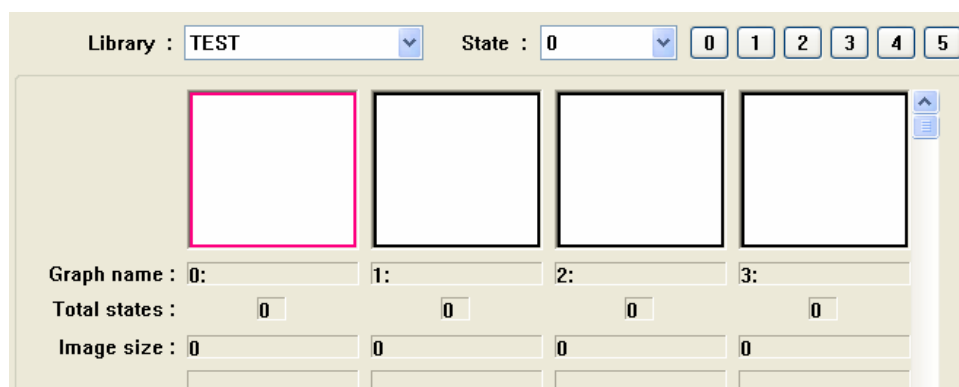 Library : TEST State : 0 0 1 2 3 4 5
Graph name : 0: 1: 2: 3:
Total states : 0 0 0 0
Image size : 0 0 0 0